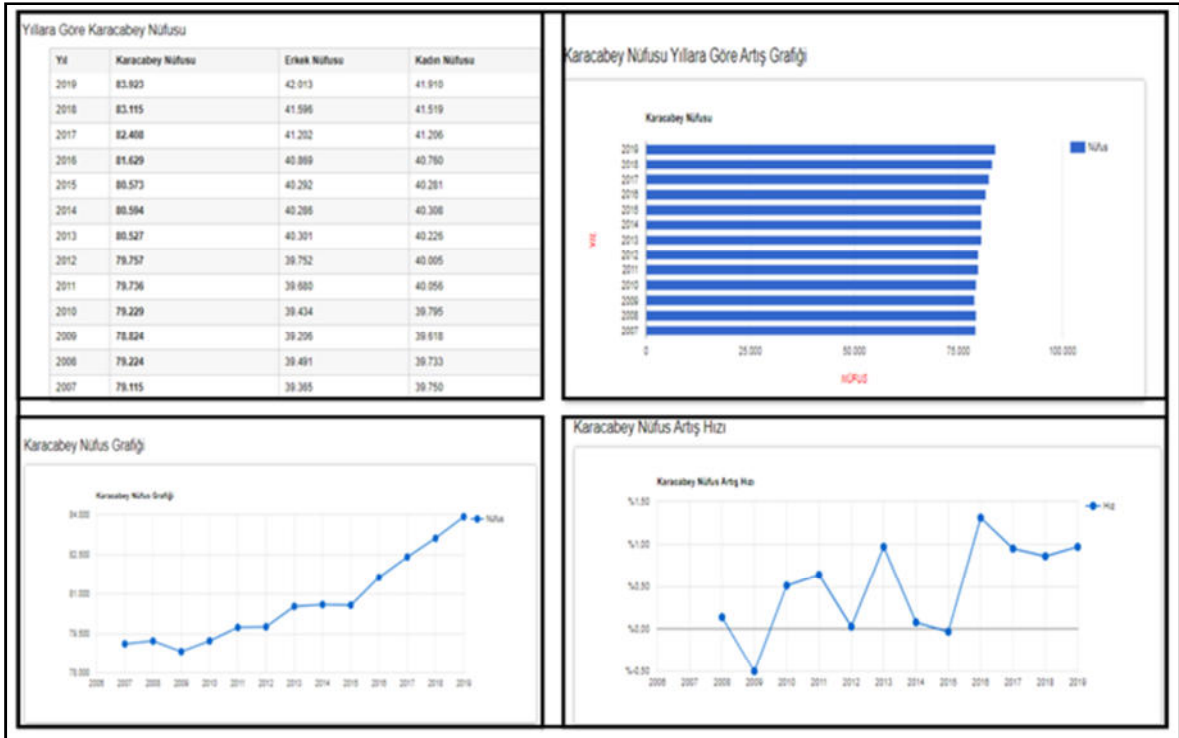 Yıllara Göre Karacabey Nüfusu
Yıl Karacabey Nüfusu Erkek Nüfusu Kadın Nüfusu
2019 83.923 42.013 41.910
2018 83.115 41.596 41.519
2017 82.408 41.202 41.206
2016 81.629 40.869 40.760
2015 80.573 40.292 40.281
2014 80.594 40.286 40.308
2013 80.527 40.301 40.226
2012 79.757 39.752 40.005
2011 79.736 39.680 40.056
2010 79.229 39.434 39.795
2009 78.824 39.206 39.618
2008 79.224 39.491 39.733
2007 79.115 39.365 39.750
Karacabey Nüfusu Yıllara Göre Artış Grafiği
Karacabey Nüfusu
Nüfus
2019
2018
2017
2016
2015
2014
2013
2012
2011
2010
2009
2008
2007
0 25.000 50.000 75.000 100.000
NÜFUS
Karacabey Nüfus Grafiği
Karacabey Nüfus Grafiği
Nüfus
84.000
82.500
81.000
79.500
78.000
2006 2007 2008 2009 2010 2011 2012 2013 2014 2015 2016 2017 2018 2019
Karacabey Nüfus Artış Hızı
Karacabey Nüfus Artış Hızı
Hız
%1.50
%1.00
%0.50
%0.00
%-0.50
2006 2007 2008 2009 2010 2011 2012 2013 2014 2015 2016 2017 2018 2019